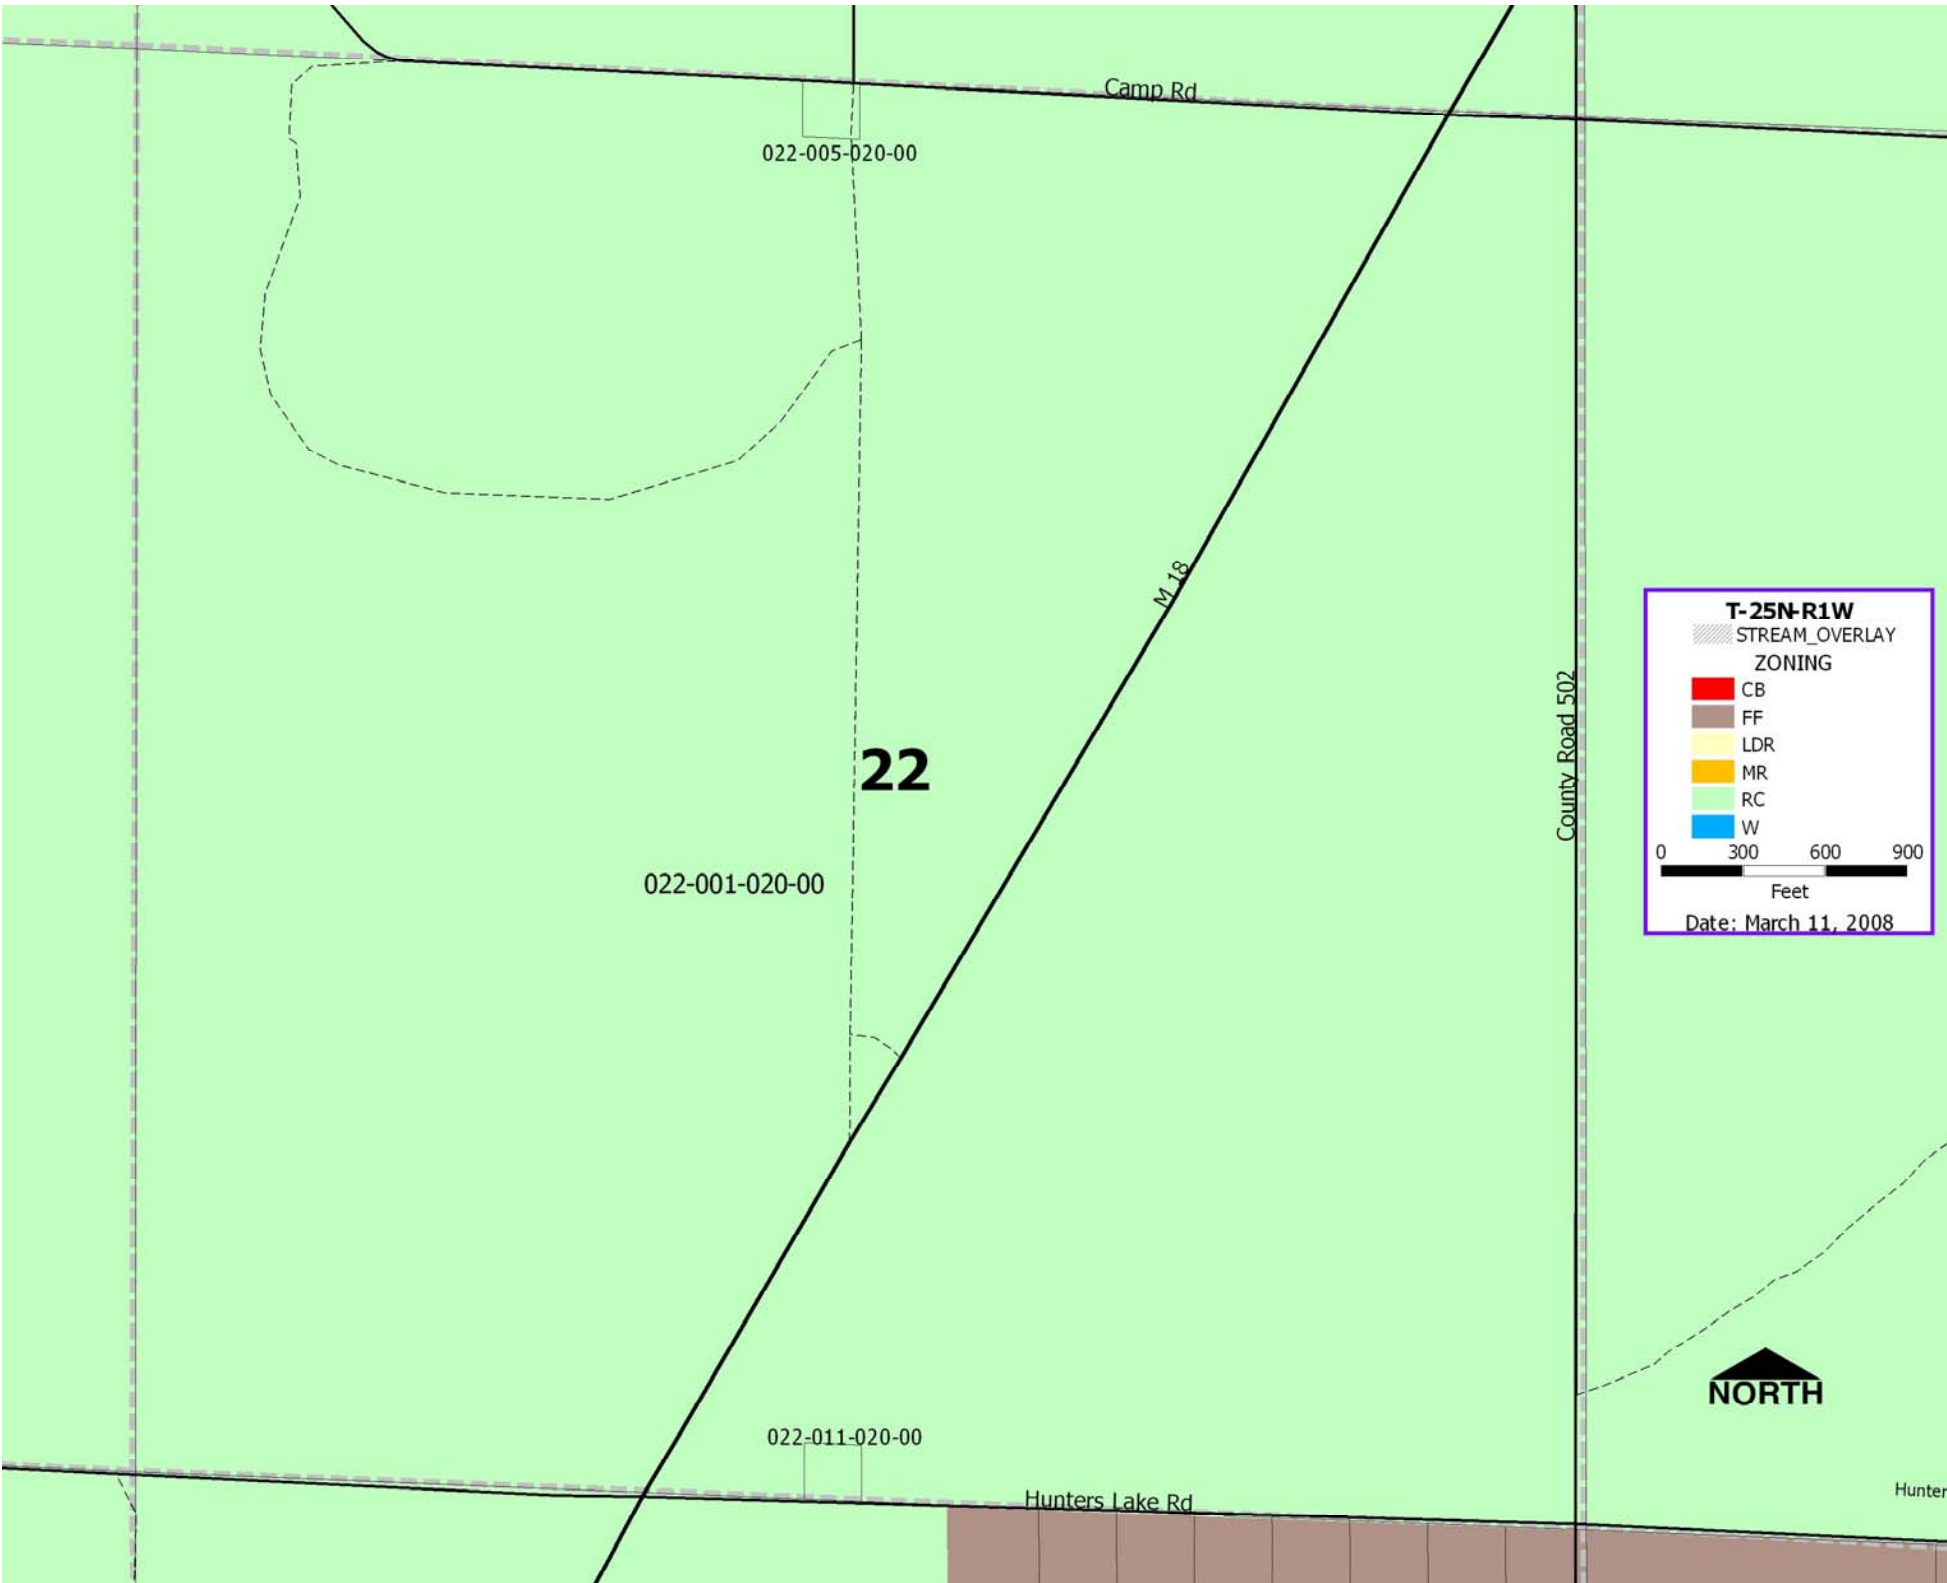 Camp Rd
022-005-020-00
M 18
T-25N-R1W
STREAM_OVERLAY
ZONING
CB
FF
LDR
MR
RC
W
0 300 600 900
Feet
Date: March 11, 2008
County Road 502
22
022-001-020-00
NORTH
022-011-020-00
Hunters Lake Rd
Hunter